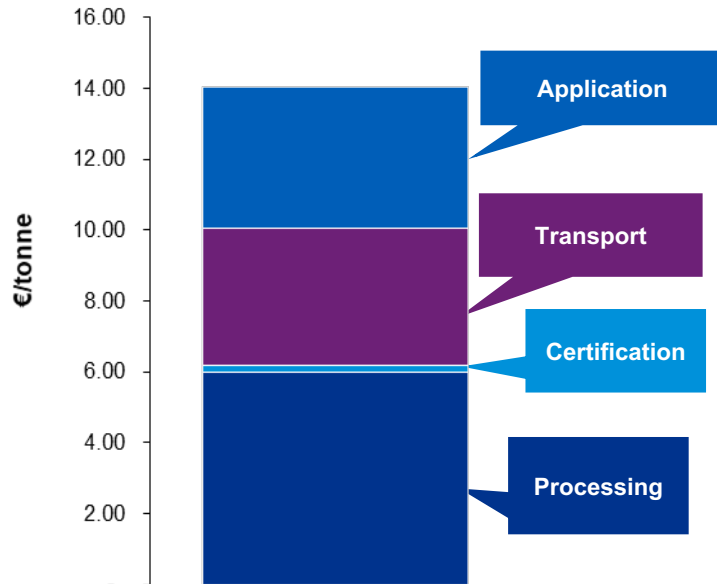 16.00
14.00
12.00
10.00
8.00
6.00
4.00
2.00
€/tonne
Application
Transport
Certification
Processing